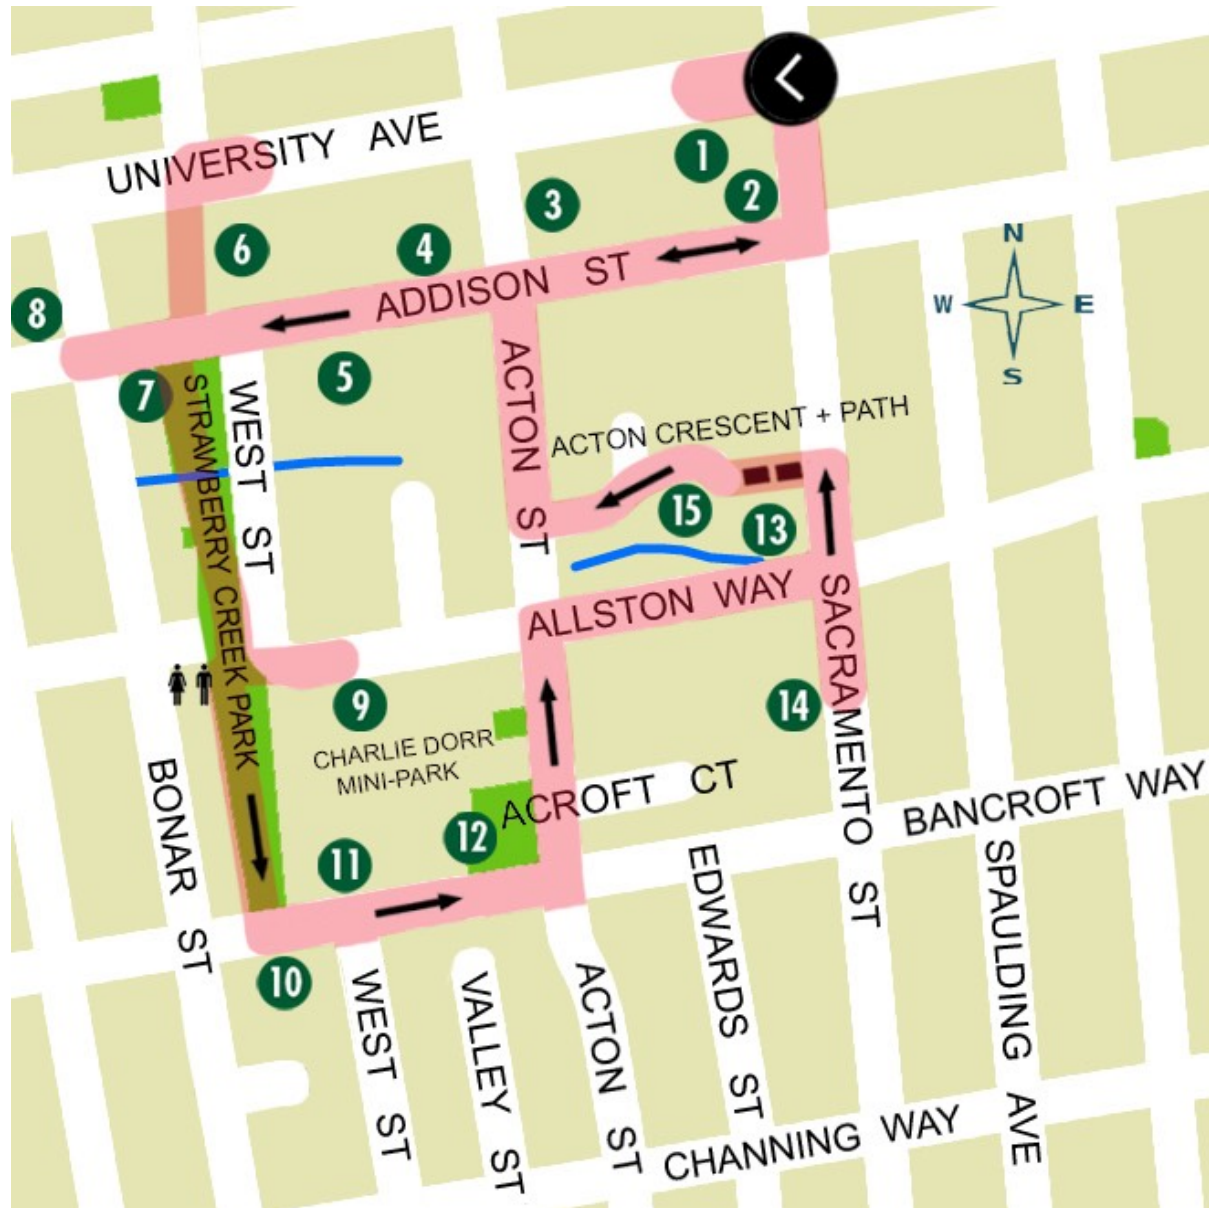 UNIVERSITY AVE
1
2
3
4
6
N
W E
S
8
ADDISON ST
7
5
STRAWBERRY CREEK PARK
WEST ST
ACTON ST
ACTON CRESCENT + PATH
15
13
ALLSTON WAY
SACRAMENTO ST
9
14
CHARLIE DORR
MINI-PARK
ACROFT CT
BONAR ST
12
11
BANCROFT WAY
10
EDWARDS ST
SPAULDING AVE
WEST ST
VALLEY ST
ACTON ST
CHANNING WAY